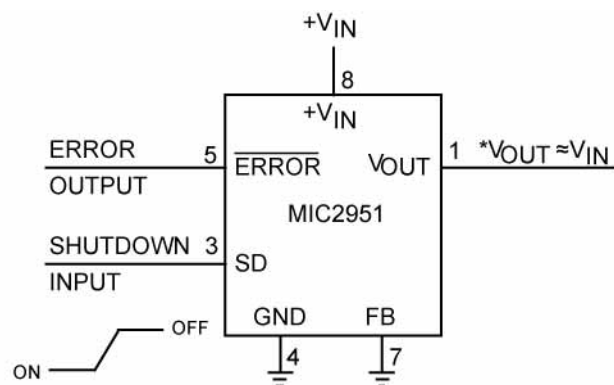 +VIN
8
+VIN
ERROR
OUTPUT
5
ERROR
VOUT
1
*VOUT ≈VIN
MIC2951
SHUTDOWN
INPUT
3
SD
GND
FB
4
7
OFF
ON